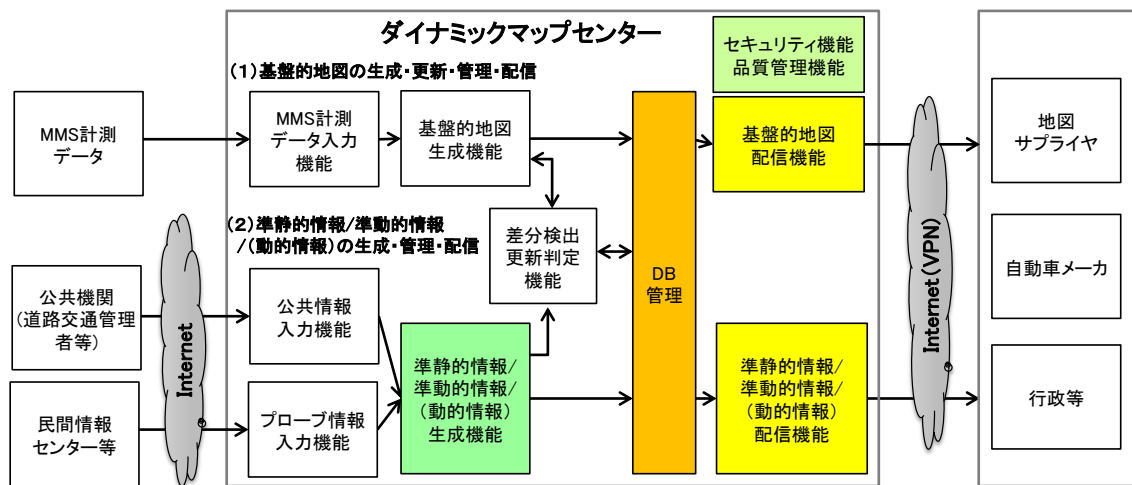 ダイナミックマップセンター
セキュリティ機能
品質管理機能
(1)基盤的地図の生成・更新・管理・配信
MMS計測
データ
MMS計測
データ入力
機能
基盤的地図
生成機能
基盤的地図
配信機能
地図
サプライヤ
(2)準静的情報/準動的情報
/(動的情報)の生成・管理・配信
差分検出
更新判定
機能
DB
管理
自動車メーカ
公共機関
(道路交通管理
者等)
Internet
公共情報
入力機能
準静的情報/
準動的情報/
(動的情報)
生成機能
準静的情報/
準動的情報/
(動的情報)
配信機能
Internet(VPN)
行政等
民間情報
センター等
プローブ情報
入力機能